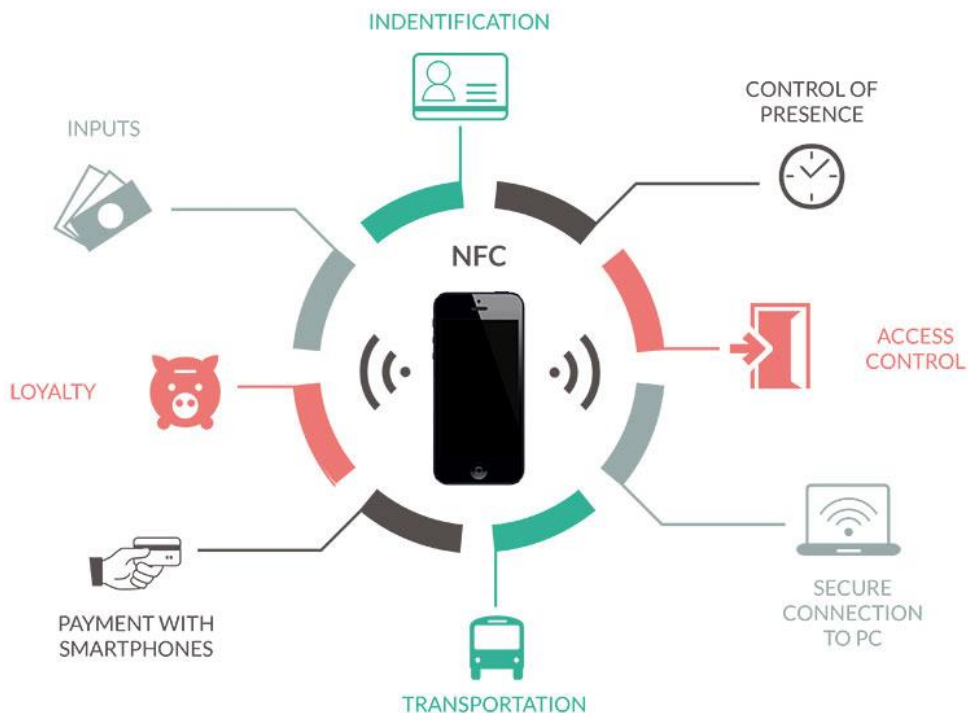 INDENTIFICATION
CONTROL OF
PRESENCE
INPUTS
NFC
ACCESS
CONTROL
LOYALTY
SECURE
CONNECTION
TO PC
PAYMENT WITH
SMARTPHONES
TRANSPORTATION